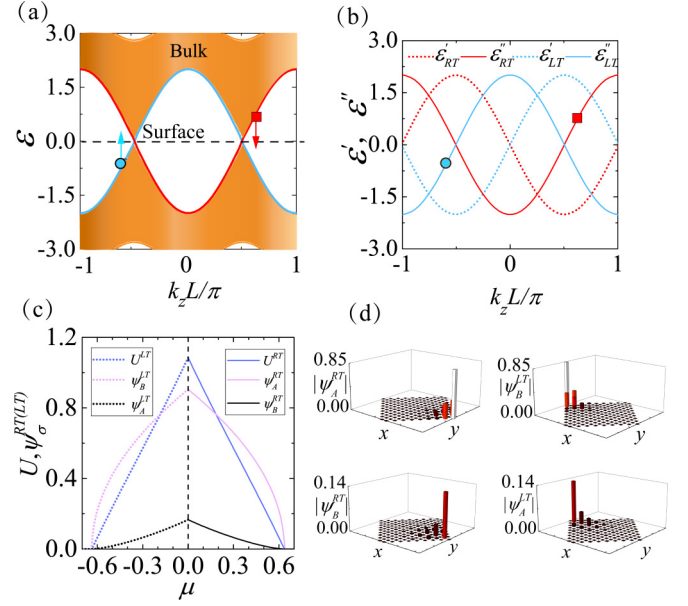 (a)
3.0
1.5
0.0
-1.5
-3.0
ε
Bulk
Surface
-1 0 1
k_z L/π
(b)
3.0
1.5
0.0
-1.5
-3.0
ε', ε''
ε'_RT ε''_RT ε'_LT ε''_LT
-1 0 1
k_z L/π
(c)
1.2
0.8
0.4
0.0
U, ψ_σ^RT(LT)
U^LT
ψ_B^LT
ψ_A^LT
U^RT
ψ_A^RT
ψ_B^RT
-0.6 -0.3 0.0 0.3 0.6
μ
(d)
0.85
|ψ_A^RT|
0.00
x y
0.85
|ψ_B^LT|
0.00
x y
0.14
|ψ_B^RT|
0.00
x y
0.14
|ψ_A^LT|
0.00
x y